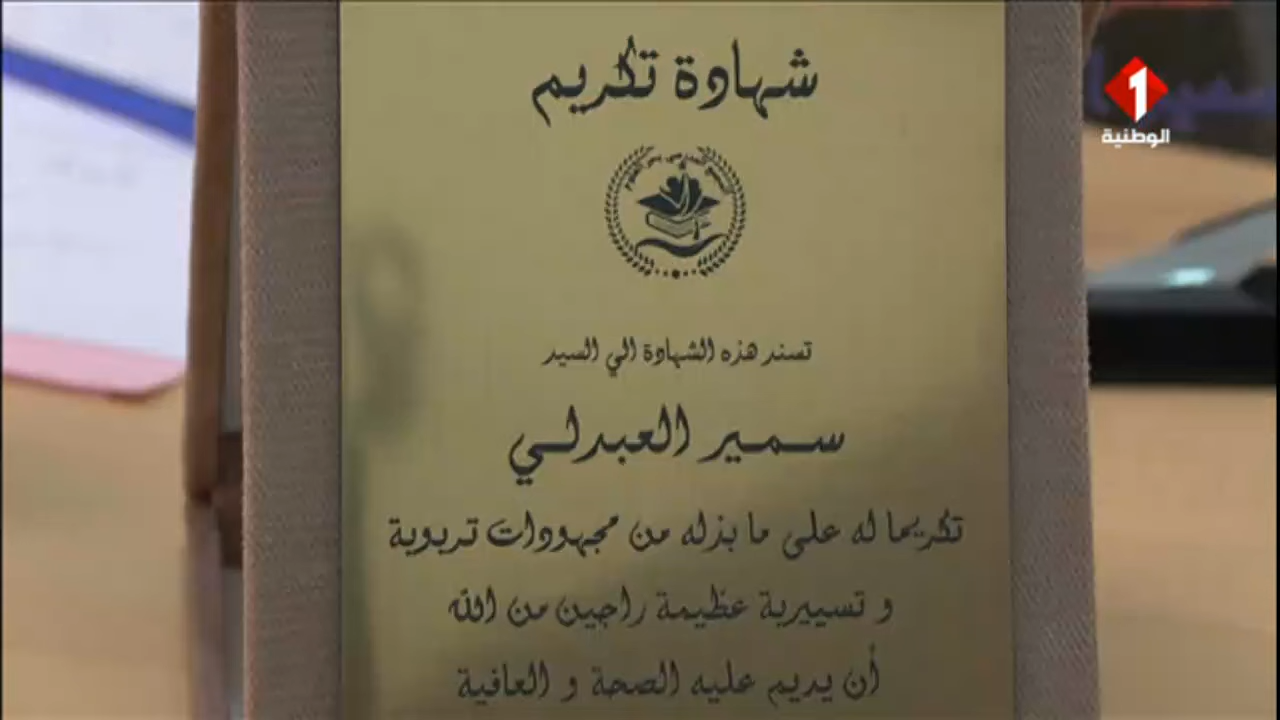 شهادة تكريم
تسند هذه الشهادة الي السيد
سمير العبدلي
تكريما له على ما بذله من مجهودات تربوية
و تسييرية عظيمة راجين من الله
أن يديم عليه الصحة و العافية
1
الوطنية